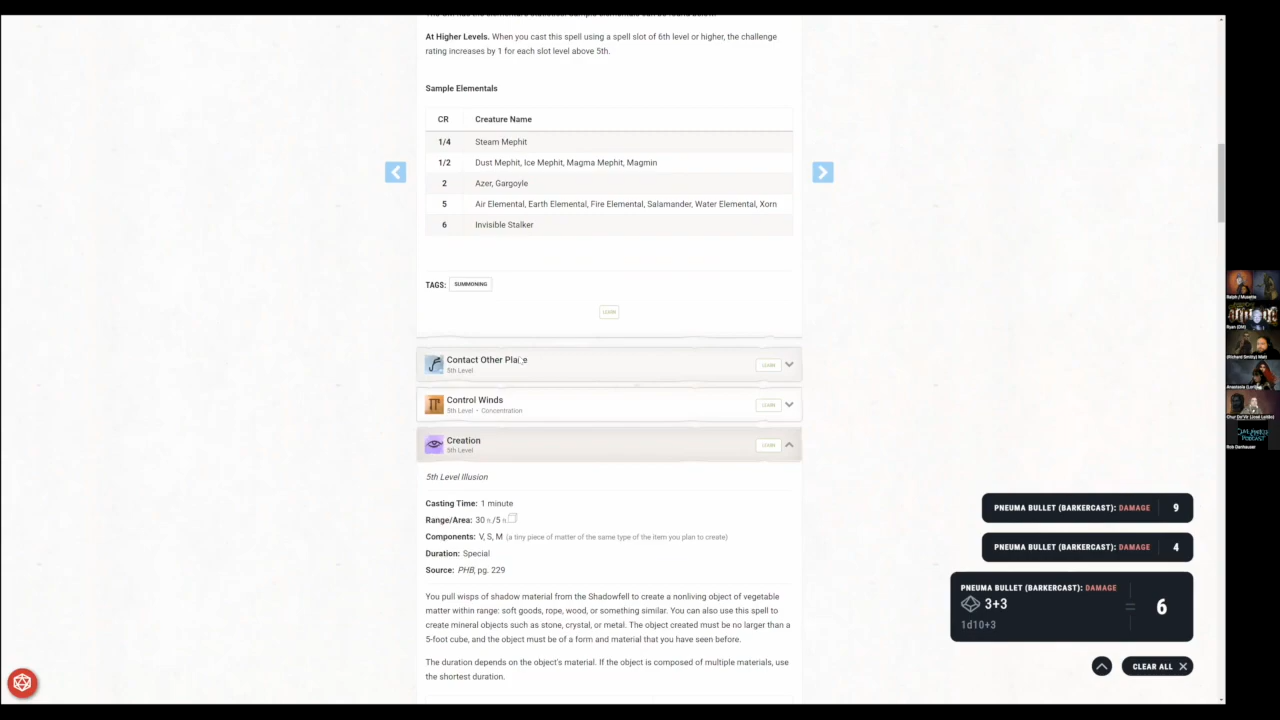 At Higher Levels. When you cast this spell using a spell slot of 6th level or higher, the challenge
rating increases by 1 for each slot level above 5th.
Sample Elementals
CR Creature Name
1/4 Steam Mephit
1/2 Dust Mephit, Ice Mephit, Magma Mephit, Magmin
2 Azer, Gargoyle
5 Air Elemental, Earth Elemental, Fire Elemental, Salamander, Water Elemental, Xorn
6 Invisible Stalker
TAGS: SUMMONING
LEARN
Contact Other Plane
5th Level
LEARN
Control Winds
5th Level • Concentration
LEARN
Creation
5th Level
LEARN
5th Level Illusion
Casting Time: 1 minute
Range/Area: 30 ft./5 ft.
Components: V, S, M (a tiny piece of matter of the same type of the item you plan to create)
Duration: Special
Source: PHB, pg. 229
You pull wisps of shadow material from the Shadowfell to create a nonliving object of vegetable
matter within range: soft goods, rope, wood, or something similar. You can also use this spell to
create mineral objects such as stone, crystal, or metal. The object created must be no larger than a
5-foot cube, and the object must be of a form and material that you have seen before.
The duration depends on the object's material. If the object is composed of multiple materials, use
the shortest duration.
PNEUMA BULLET (BARKERCAST): DAMAGE 9
PNEUMA BULLET (BARKERCAST): DAMAGE 4
PNEUMA BULLET (BARKERCAST): DAMAGE
3+3 = 6
1d10+3
CLEAR ALL
Ralph / Musette
Ryan (DM)